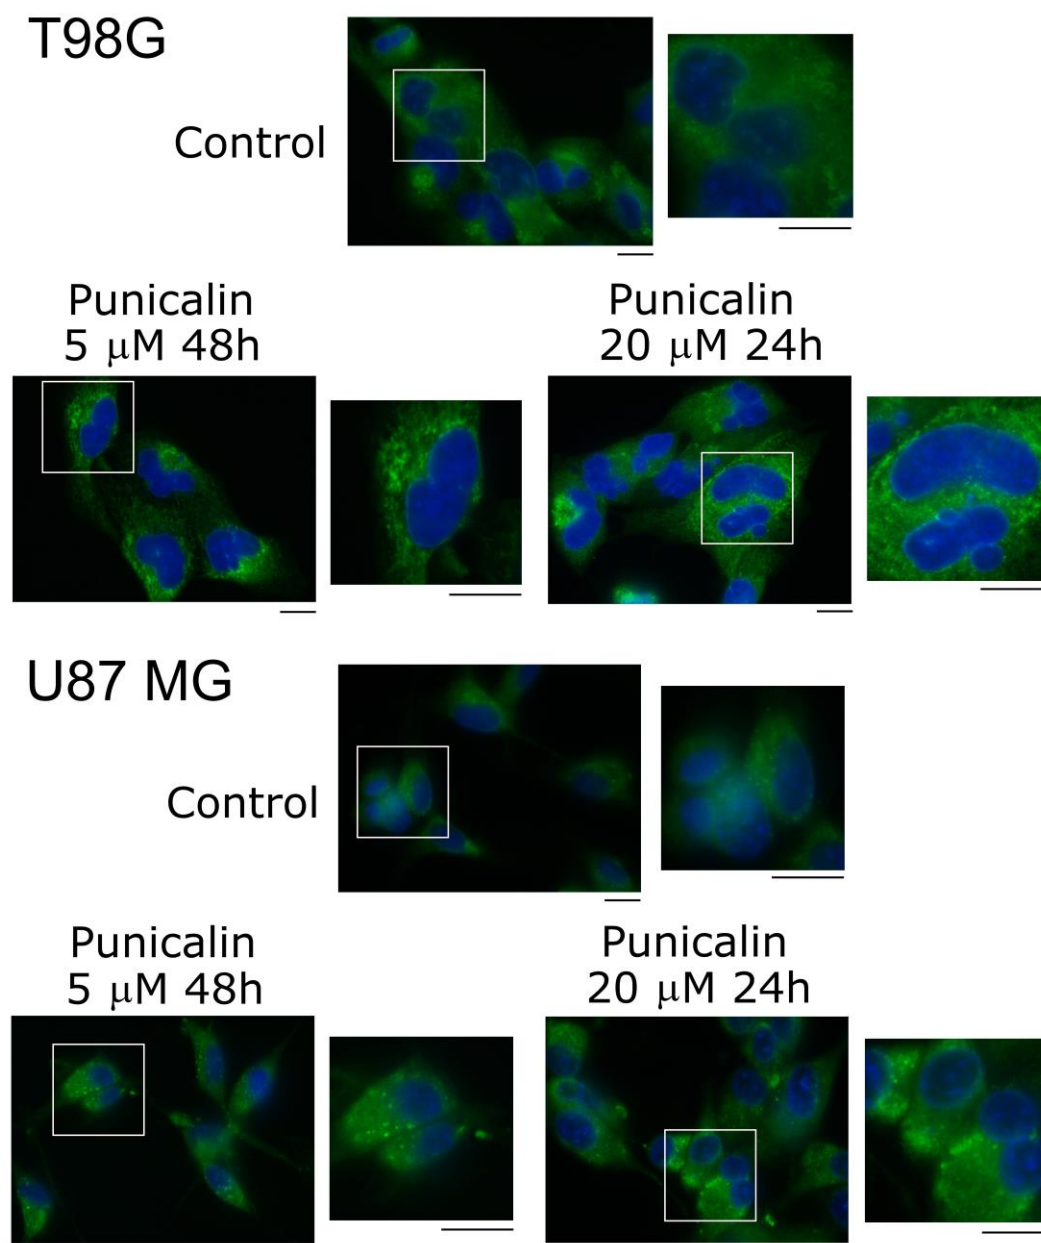 T98G
Control
Punicalin
5 μM 48h
Punicalin
20 μM 24h
U87 MG
Control
Punicalin
5 μM 48h
Punicalin
20 μM 24h